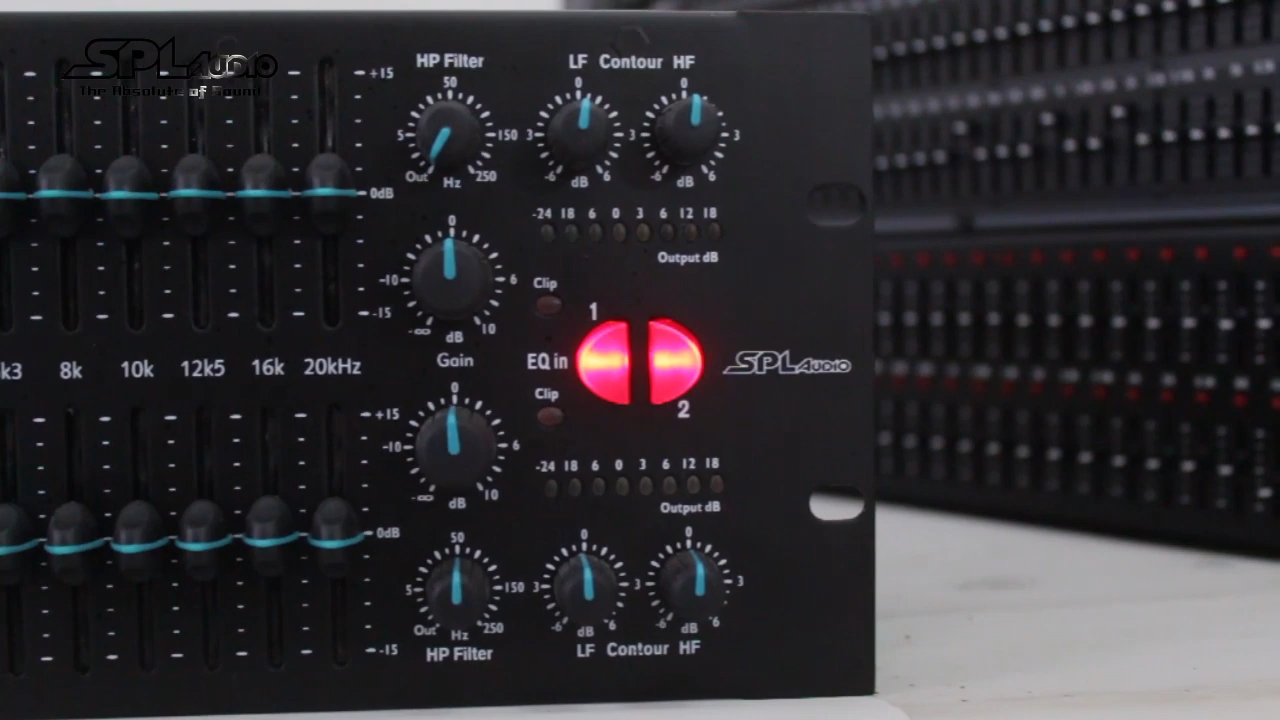 SPL AUDIO
The Absolute of Sound
HP Filter
50
5 150
Out Hz 250
LF Contour HF
0 0
3 3 3
-6 dB 6 -6 dB 6
+15
0dB
-15
-24 18 6 0 3 6 12 18
Output dB
0
-10 6
-∞ dB 10
Gain
Clip
1
EQ in
SPL AUDIO
Clip
2
k3 8k 10k 12k5 16k 20kHz
0
-10 6
-∞ dB 10
+15
0dB
-15
-24 18 6 0 3 6 12 18
Output dB
50
5 150
Out Hz 250
HP Filter
0 0
3 3 3
-6 dB 6 -6 dB 6
LF Contour HF